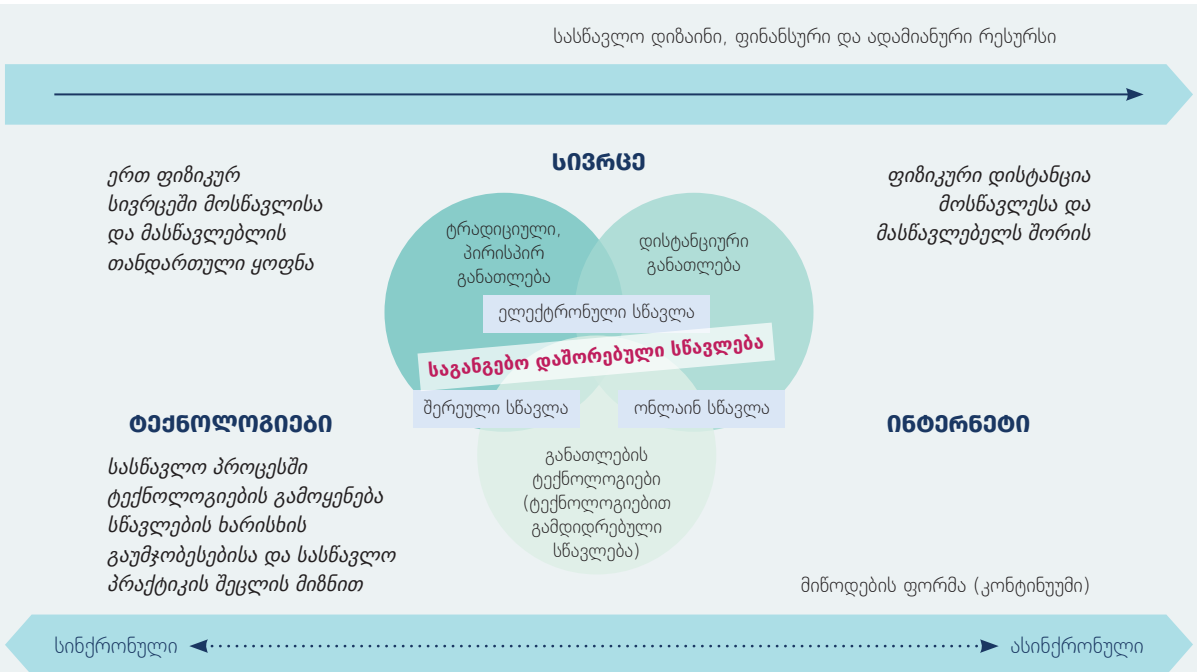 სასწავლო დიზაინი, ფინანსური და ადამიანური რესურსი
სივრცე
ერთ ფიზიკურ
სივრცეში მოსწავლისა
და მასწავლებლის
თანდართული ყოფნა
ფიზიკური დისტანცია
მოსწავლესა და
მასწავლებელს შორის
ტრადიციული,
პირისპირ
განათლება
დისტანციური
განათლება
ელექტრონული სწავლა
საგანგებო დაშორებული სწავლება
შერეული სწავლა
ონლაინ სწავლა
ტექნოლოგიები
სასწავლო პროცესში
ტექნოლოგიების გამოყენება
სწავლების ხარისხის
გაუმჯობესებისა და სასწავლო
პრაქტიკის შეცლის მიზნით
ინტერნეტი
განათლების
ტექნოლოგიები
(ტექნოლოგიებით
გამდიდრებული
სწავლება)
მიწოდების ფორმა (კონტინუუმი)
სინქრონული
ასინქრონული